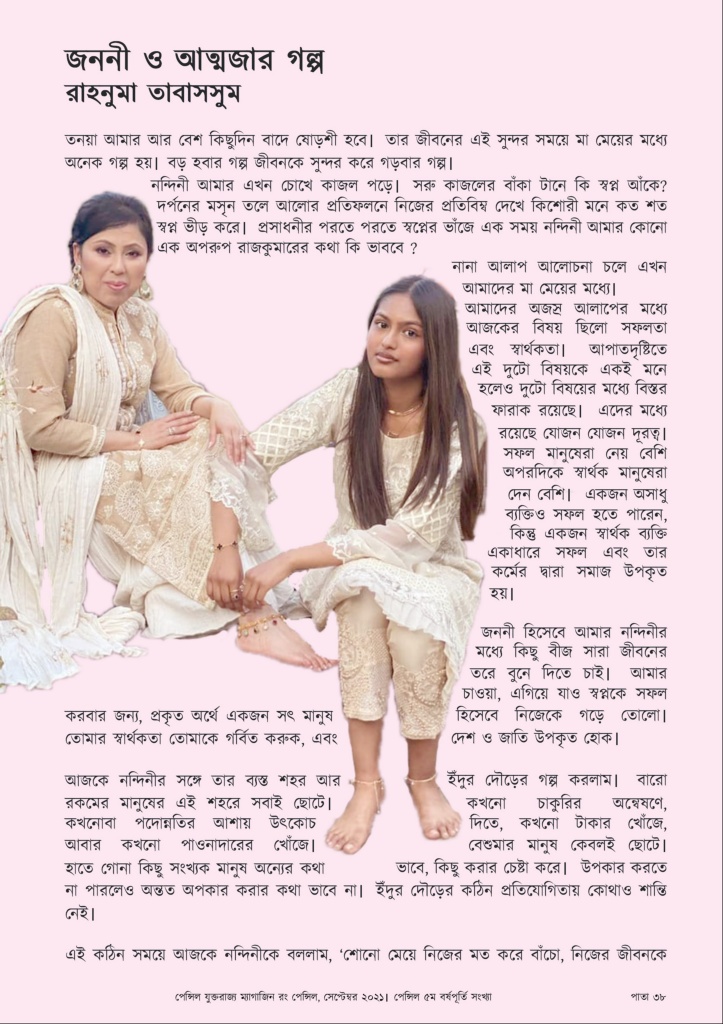 জননী ও আত্মজার গল্প
রাহনুমা তাবাসসুম
তনয়া আমার আর বেশ কিছুদিন বাদে ষোড়শী হবে। তার জীবনের এই সুন্দর সময়ে মা মেয়ের মধ্যে
অনেক গল্প হয়। বড় হবার গল্প জীবনকে সুন্দর করে গড়বার গল্প।
নন্দিনী আমার এখন চোখে কাজল পড়ে। সরু কাজলের বাঁকা টানে কি স্বপ্ন আঁকে?
দর্পনের মসৃন তলে আলোর প্রতিফলনে নিজের প্রতিবিম্ব দেখে কিশোরী মনে কত শত
স্বপ্ন ভীড় করে। প্রসাধনীর পরতে পরতে স্বপ্নের ভাঁজে এক সময় নন্দিনী আমার কোনো
এক অপরুপ রাজকুমারের কথা কি ভাববে ?
নানা আলাপ আলোচনা চলে এখন
আমাদের মা মেয়ের মধ্যে।
আমাদের অজস্র আলাপের মধ্যে
আজকের বিষয় ছিলো সফলতা
এবং স্বার্থকতা। আপাতদৃষ্টিতে
এই দুটো বিষয়কে একই মনে
হলেও দুটো বিষয়ের মধ্যে বিস্তর
ফারাক রয়েছে। এদের মধ্যে
রয়েছে যোজন যোজন দূরত্ব।
সফল মানুষেরা নেয় বেশি
অপরদিকে স্বার্থক মানুষেরা
দেন বেশি। একজন অসাধু
ব্যক্তিও সফল হতে পারেন,
কিন্তু একজন স্বার্থক ব্যক্তি
একাধারে সফল এবং তার
কর্মের দ্বারা সমাজ উপকৃত
হয়।
জননী হিসেবে আমার নন্দিনীর
মধ্যে কিছু বীজ সারা জীবনের
তরে বুনে দিতে চাই। আমার
চাওয়া, এগিয়ে যাও স্বপ্নকে সফল
করবার জন্য, প্রকৃত অর্থে একজন সৎ মানুষ হিসেবে নিজেকে গড়ে তোলো।
তোমার স্বার্থকতা তোমাকে গর্বিত করুক, এবং দেশ ও জাতি উপকৃত হোক।
আজকে নন্দিনীর সঙ্গে তার ব্যস্ত শহর আর ইঁদুর দৌড়ের গল্প করলাম। বারো
রকমের মানুষের এই শহরে সবাই ছোটে। কখনো চাকুরির অন্বেষণে,
কখনোবা পদোন্নতির আশায় উৎকোচ দিতে, কখনো টাকার খোঁজে,
আবার কখনো পাওনাদারের খোঁজে। বেশুমার মানুষ কেবলই ছোটে।
হাতে গোনা কিছু সংখ্যক মানুষ অন্যের কথা ভাবে, কিছু করার চেষ্টা করে। উপকার করতে
না পারলেও অন্তত অপকার করার কথা ভাবে না। ইঁদুর দৌড়ের কঠিন প্রতিযোগিতায় কোথাও শান্তি
নেই।
এই কঠিন সময়ে আজকে নন্দিনীকে বললাম, ‘শোনো মেয়ে নিজের মত করে বাঁচো, নিজের জীবনকে
পেন্সিল যুক্তরাজ্য ম্যাগাজিন রং পেন্সিল, সেপ্টেম্বর ২০২১। পেন্সিল ৫ম বর্ষপূর্তি সংখ্যা পাতা ৩৮